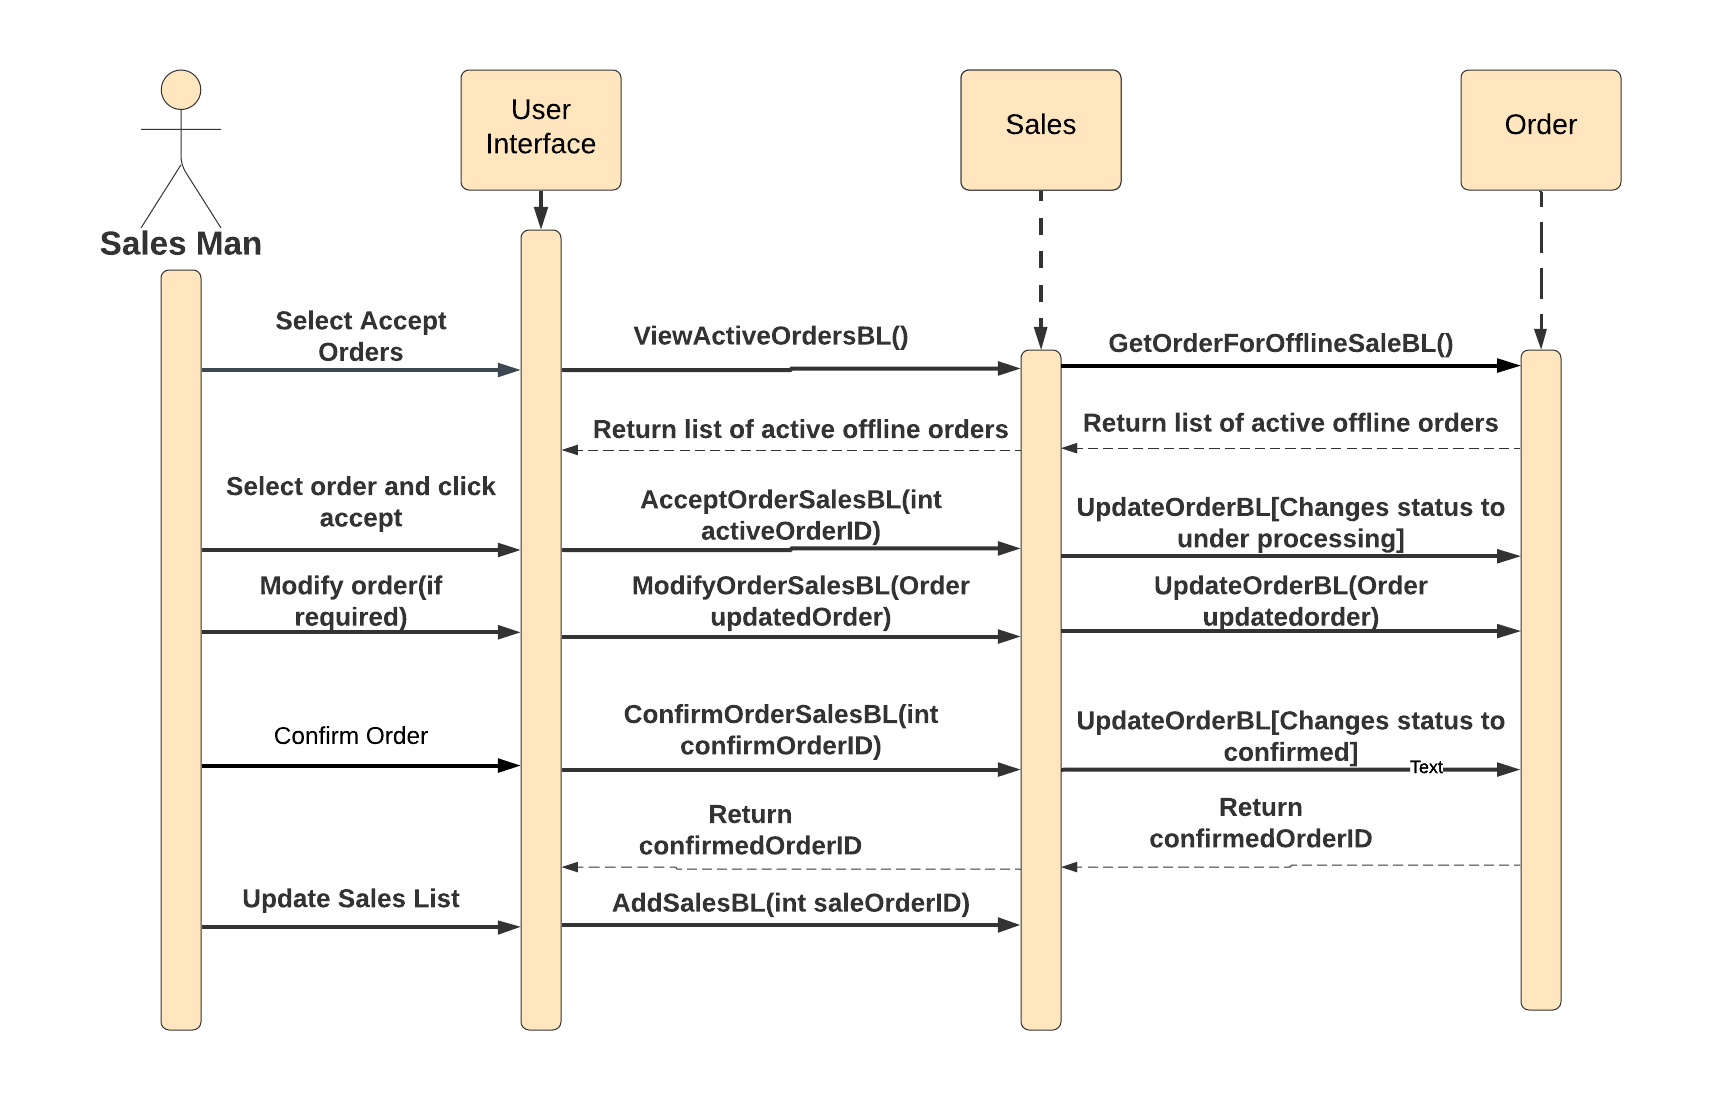 User
Interface
Sales
Order
Sales Man
Select Accept
Orders
ViewActiveOrdersBL()
GetOrderForOfflineSaleBL()
Return list of active offline orders
Return list of active offline orders
Select order and click
accept
AcceptOrderSalesBL(int
activeOrderID)
UpdateOrderBL[Changes status to
under processing]
Modify order(if
required)
ModifyOrderSalesBL(Order
updatedOrder)
UpdateOrderBL(Order
updatedorder)
Confirm Order
ConfirmOrderSalesBL(int
confirmOrderID)
UpdateOrderBL[Changes status to
confirmed]
Text
Return
confirmedOrderID
Return
confirmedOrderID
Update Sales List
AddSalesBL(int saleOrderID)